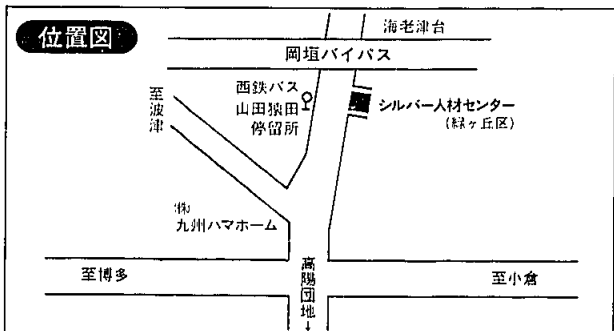 位置図
海老津台
岡垣バイパス
西鉄バス
山田独田
停留所
シルバー人材センター
(緑ヶ丘区)
至波津
㈱
九州ハマホーム
至博多
高陽団地
至小倉